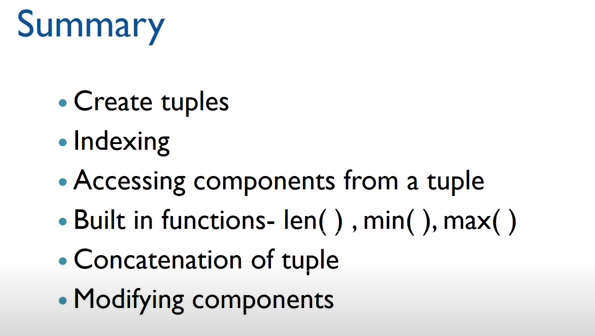 Summary
• Create tuples
• Indexing
• Accessing components from a tuple
• Built in functions- len( ) , min( ), max( )
• Concatenation of tuple
• Modifying components